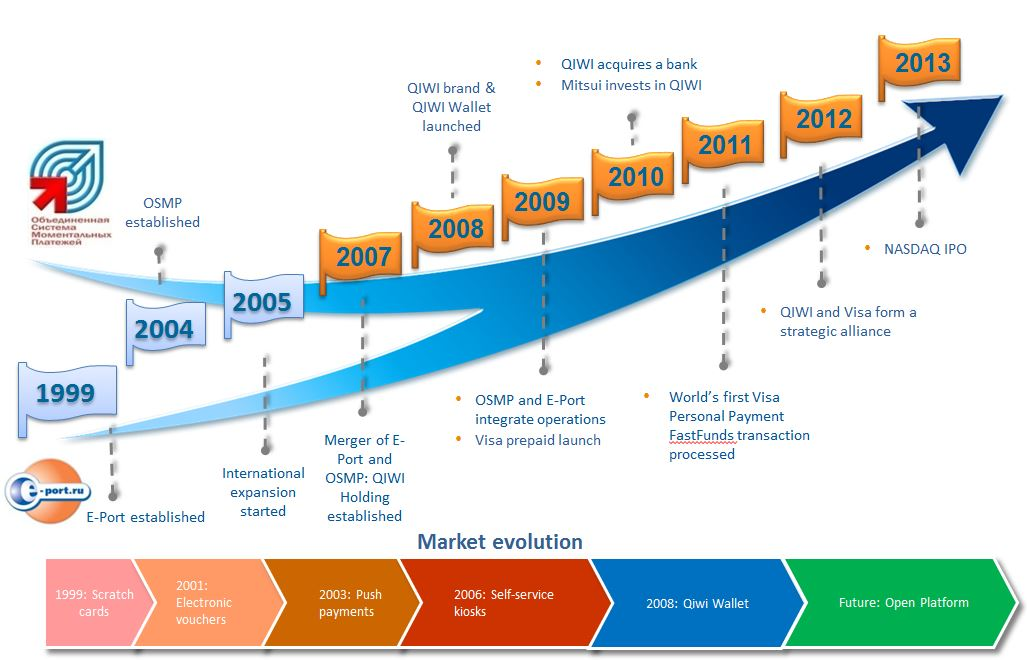 2013
QIWI acquires a bank
Mitsui invests in QIWI
QIWI brand &
QIWI Wallet
launched
2012
2011
2010
2009
2008
2007
Объединенная
Система
Моментальных
Платежей
OSMP
established
2005
2004
1999
NASDAQ IPO
QIWI and Visa form a
strategic alliance
OSMP and E-Port
integrate operations
Visa prepaid launch
World's first Visa
Personal Payment
FastFunds transaction
processed
Merger of E-
Port and
OSMP: QIWI
Holding
established
International
expansion
started
e-port.ru
E-Port established
Market evolution
1999: Scratch
cards
2001:
Electronic
vouchers
2003: Push
payments
2006: Self-service
kiosks
2008: Qiwi Wallet
Future: Open Platform